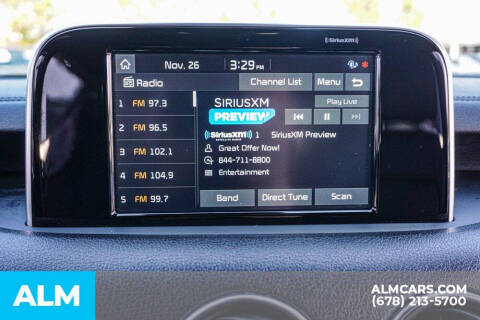 SiriusXM
Nov. 26 3:29 PM
Radio Channel List Menu
1 FM 97.3
2 FM 96.5
3 FM 102.1
4 FM 104.9
5 FM 99.7
SIRIUSXM
PREVIEW
Play Live
SiriusXM 1 SiriusXM Preview
Great Offer Now!
844-711-8800
Entertainment
Band Direct Tune Scan
ALM
ALMCARS.COM
(678) 213-5700